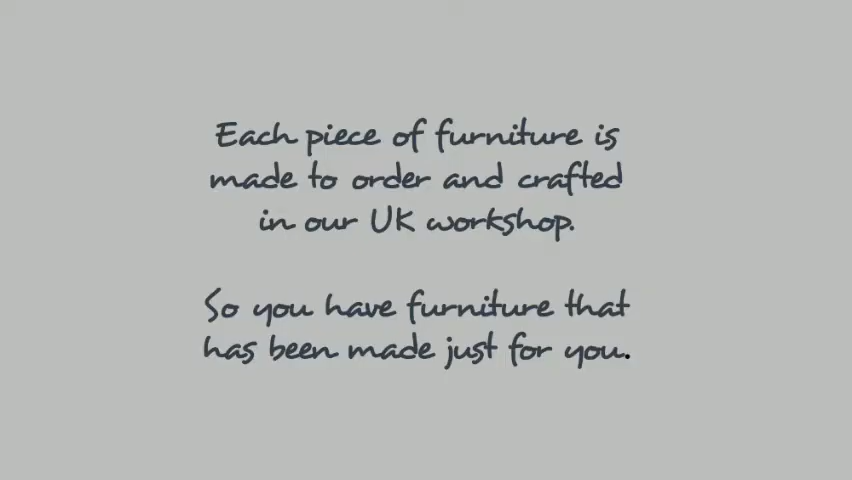 Each piece of furniture is
made to order and crafted
in our UK workshop.
So you have furniture that
has been made just for you.